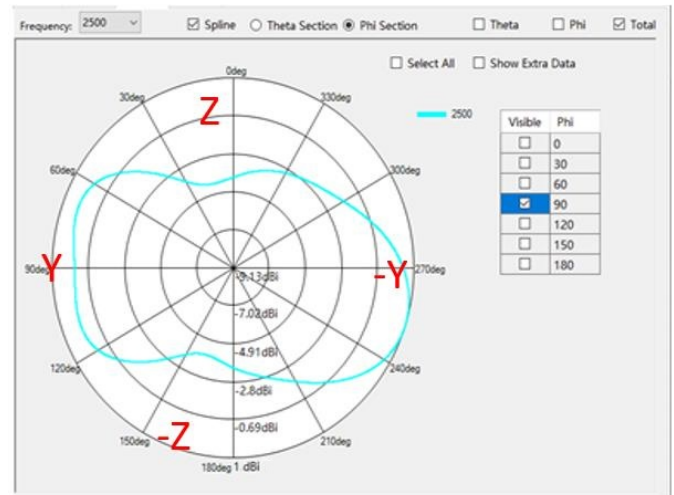 Frequency: 2500 Spline Theta Section Phi Section Theta Phi Total
Select All Show Extra Data
0deg
30deg 330deg
Z
2500
Visible Phi
0
30
60
90
120
150
180
60deg 300deg
90deg Y -Y 270deg
-9.13dBi
-7.02dBi
-4.91dBi
120deg 240deg
-2.8dBi
-0.69dBi
150deg -Z 210deg
180deg 1 dBi